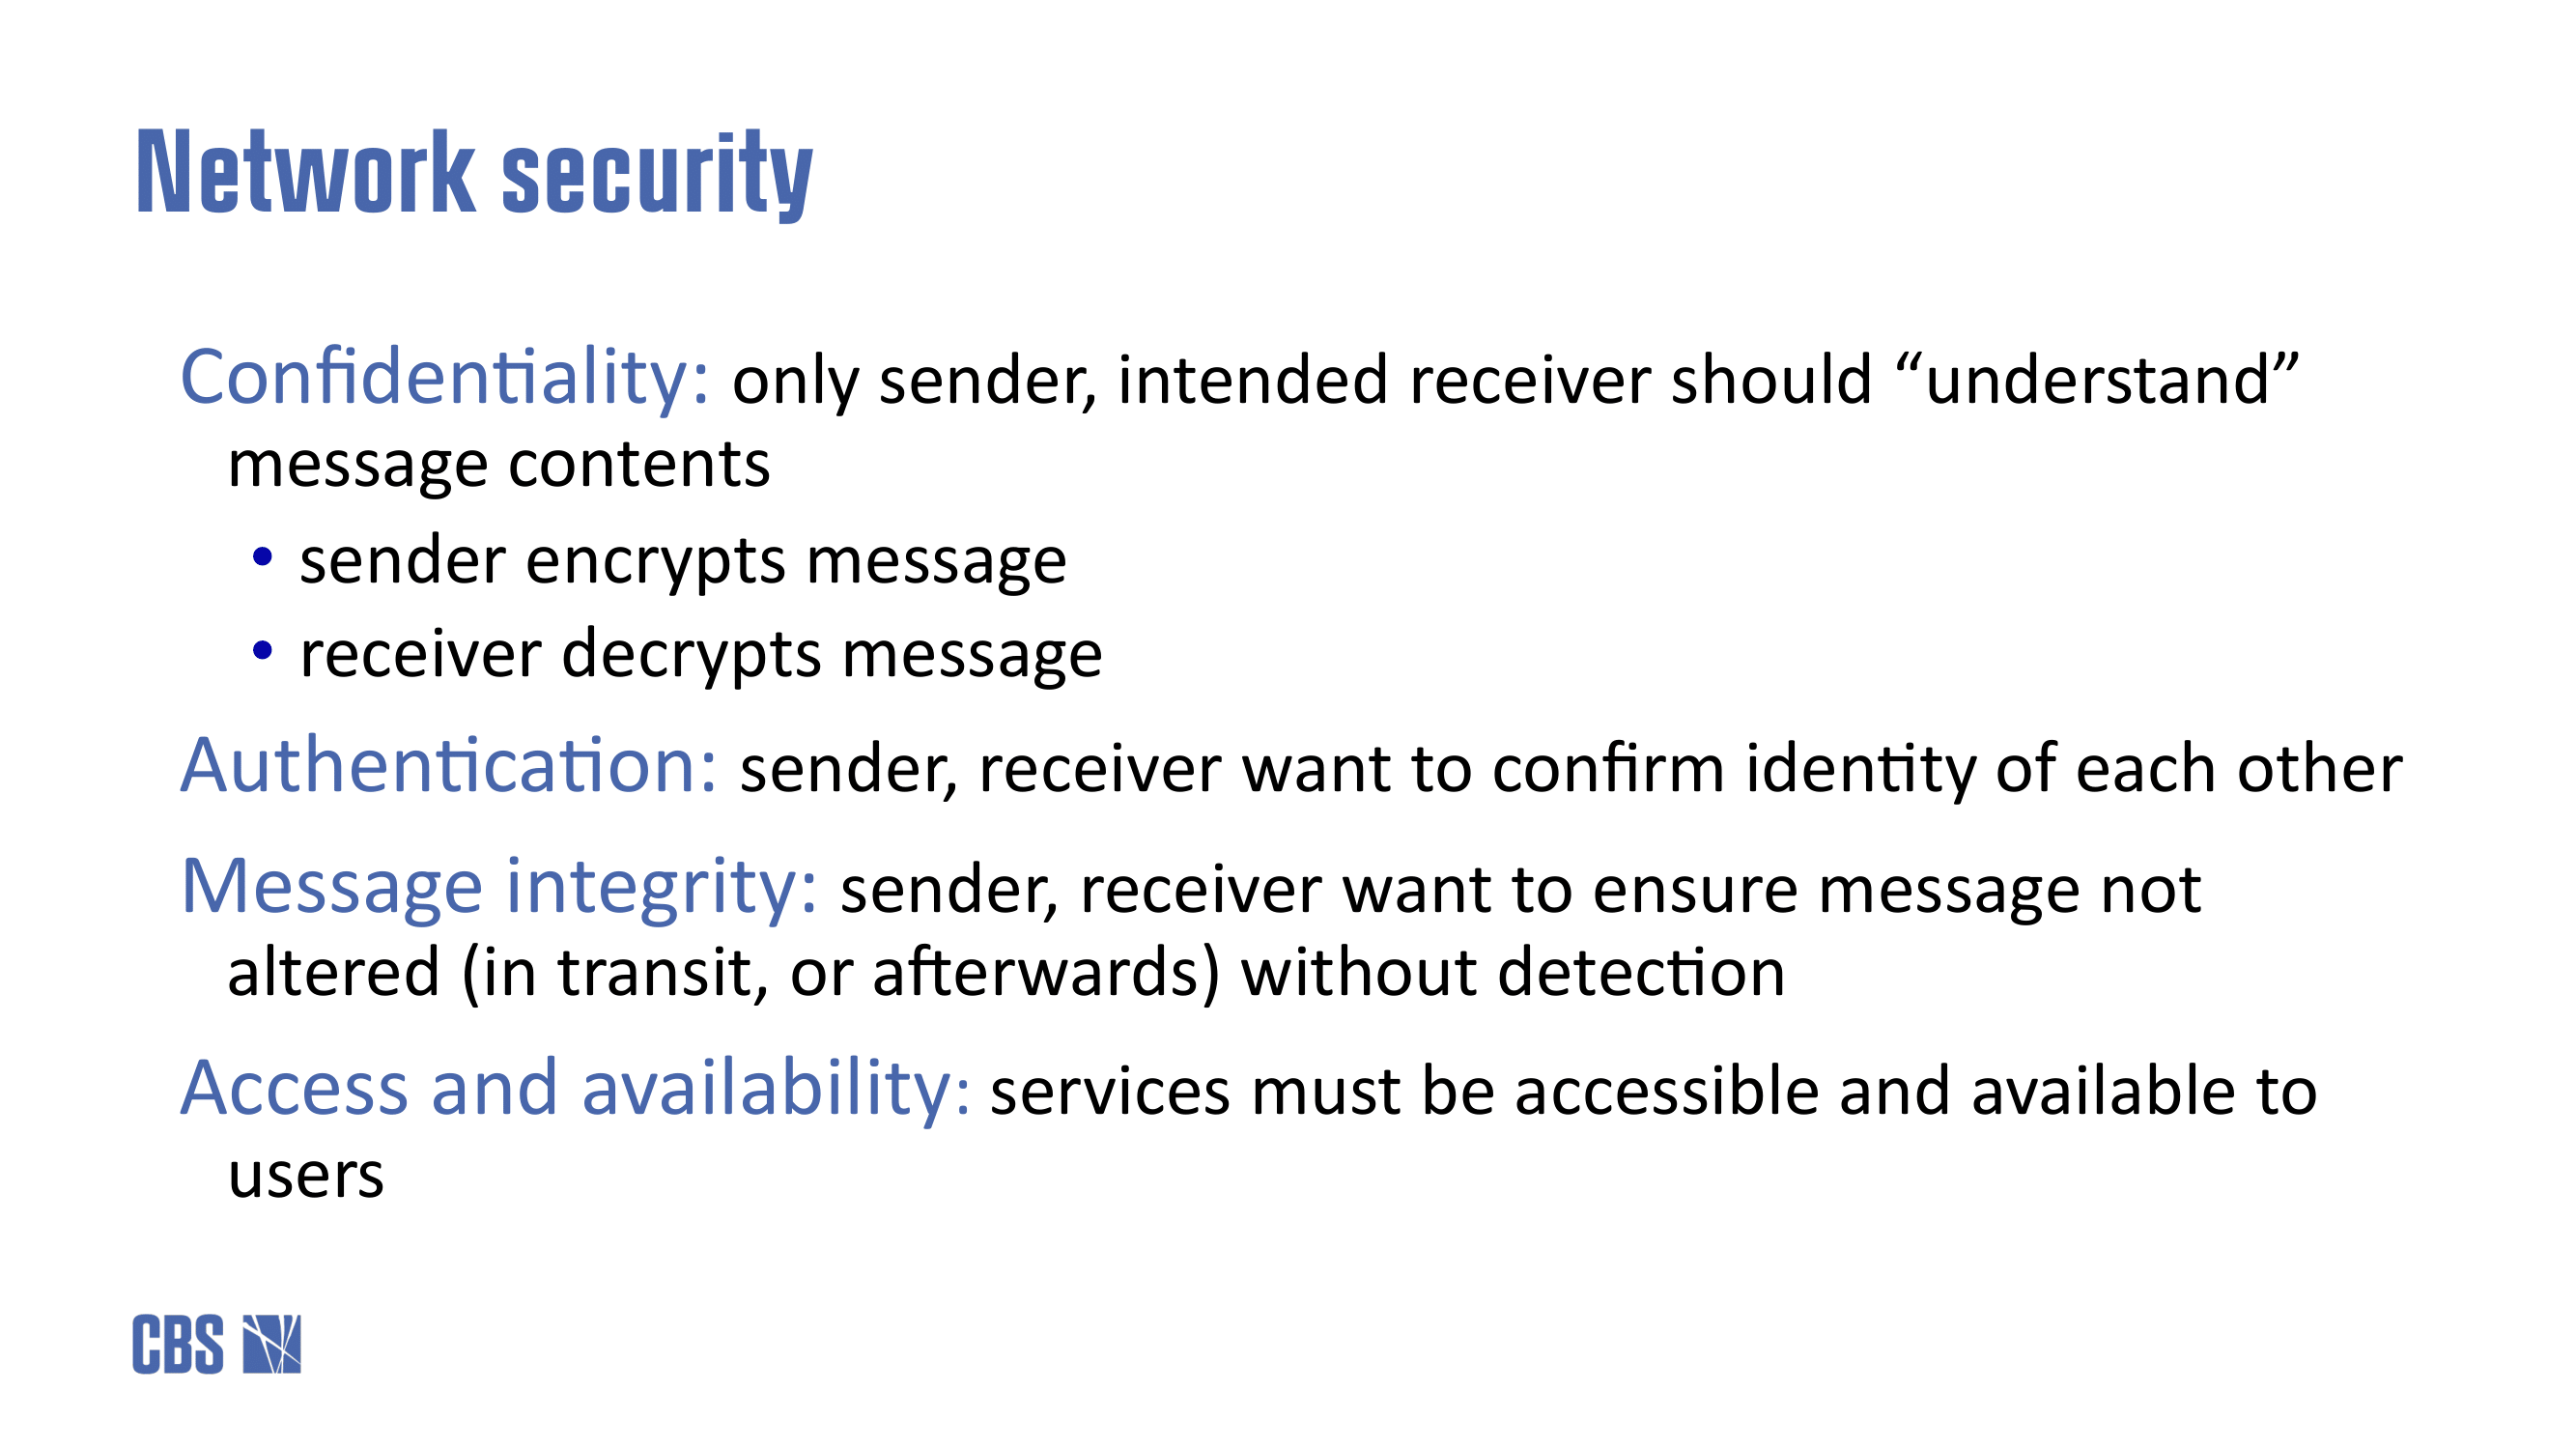 Network security
Confidentiality: only sender, intended receiver should “understand”
message contents
• sender encrypts message
• receiver decrypts message
Authentication: sender, receiver want to confirm identity of each other
Message integrity: sender, receiver want to ensure message not
altered (in transit, or afterwards) without detection
Access and availability: services must be accessible and available to
users
CBS